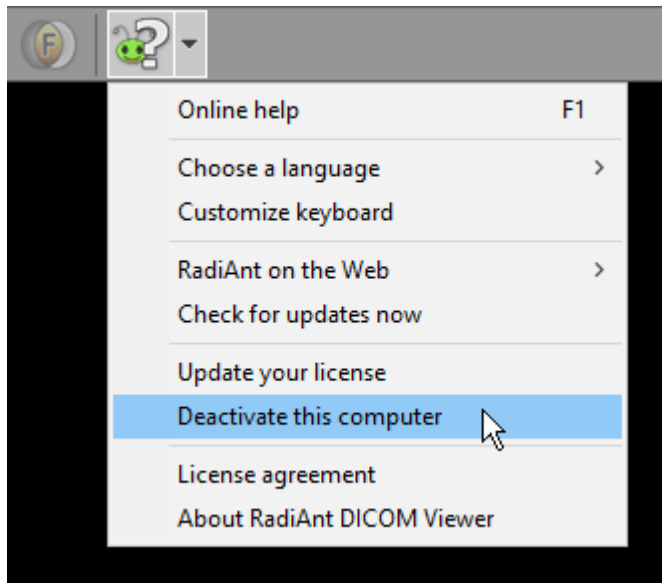 F
?
Online help F1
Choose a language >
Customize keyboard
RadiAnt on the Web >
Check for updates now
Update your license
Deactivate this computer
License agreement
About RadiAnt DICOM Viewer